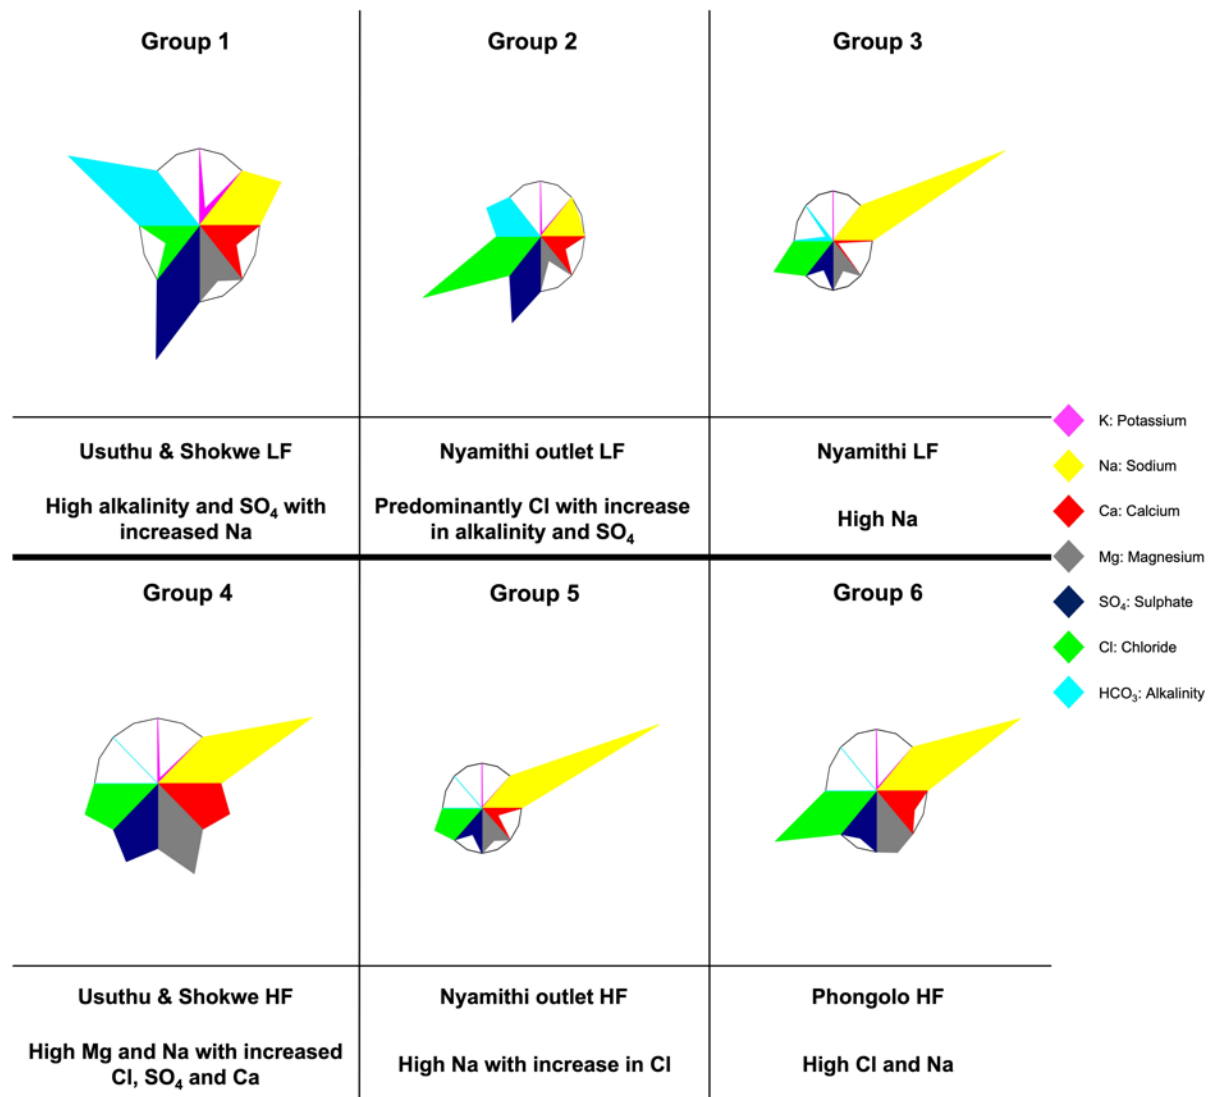 Group 1
Group 2
Group 3
Usuthu & Shokwe LF
High alkalinity and SO₄ with
increased Na
Nyamithi outlet LF
Predominantly Cl with increase
in alkalinity and SO₄
Nyamithi LF
High Na
Group 4
Group 5
Group 6
Usuthu & Shokwe HF
High Mg and Na with increased
Cl, SO₄ and Ca
Nyamithi outlet HF
High Na with increase in Cl
Phongolo HF
High Cl and Na
K: Potassium
Na: Sodium
Ca: Calcium
Mg: Magnesium
SO₄: Sulphate
Cl: Chloride
HCO₃: Alkalinity